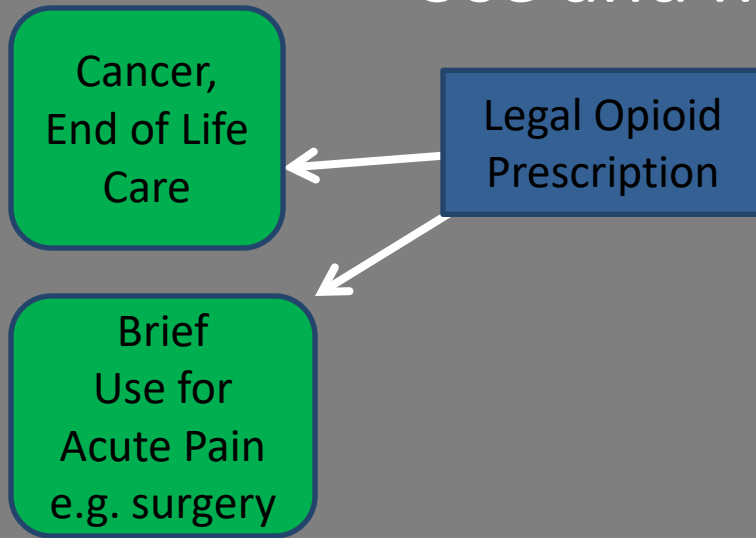 Cancer,
End of Life
Care
Legal Opioid
Prescription
Brief
Use for
Acute Pain
e.g. surgery